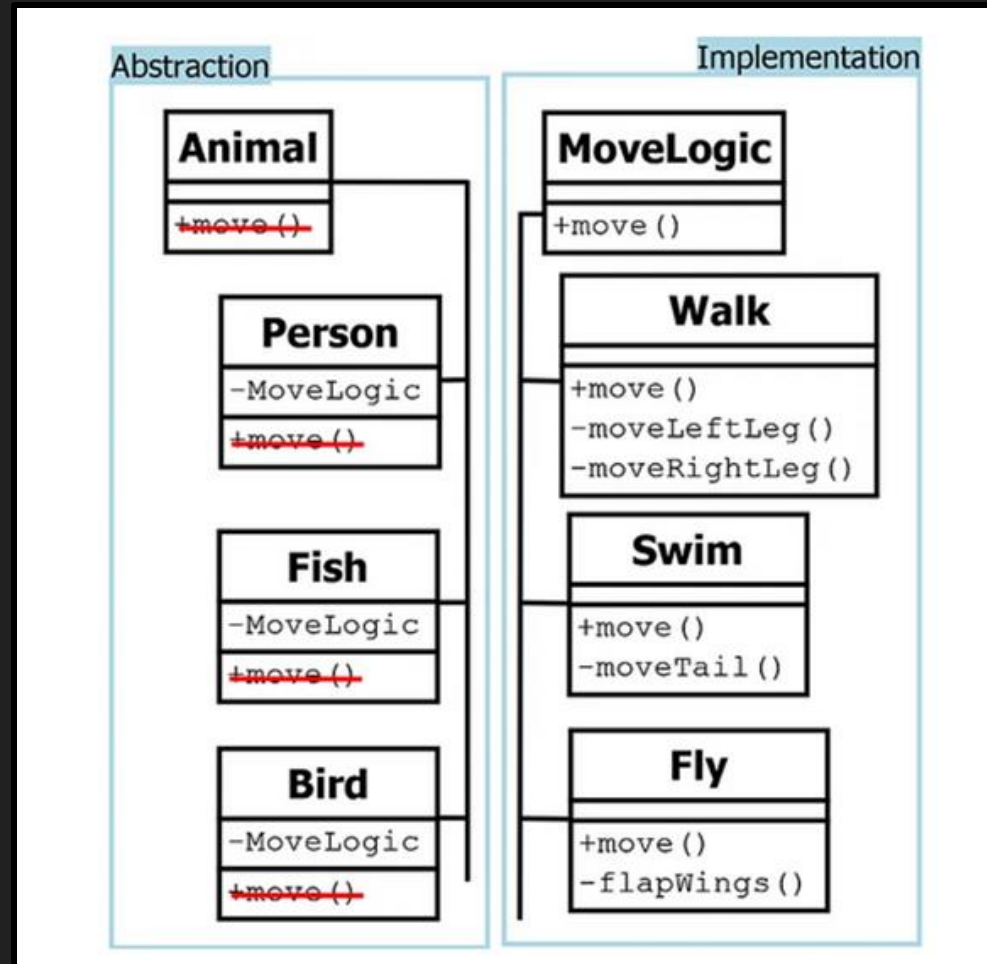 Abstraction
Animal
+move()
Person
-MoveLogic
+move()
Fish
-MoveLogic
+move()
Bird
-MoveLogic
+move()
Implementation
MoveLogic
+move()
Walk
+move()
-moveLeftLeg()
-moveRightLeg()
Swim
+move()
-moveTail()
Fly
+move()
-flapWings()